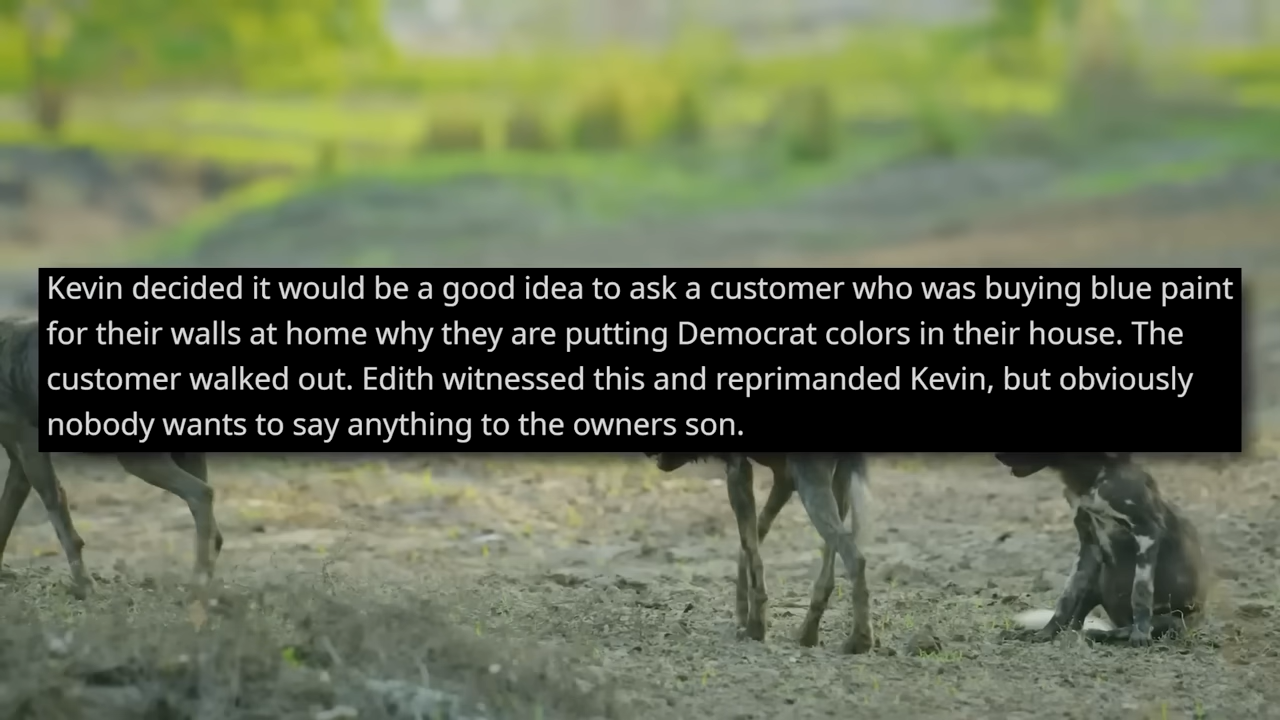 Kevin decided it would be a good idea to ask a customer who was buying blue paint
for their walls at home why they are putting Democrat colors in their house. The
customer walked out. Edith witnessed this and reprimanded Kevin, but obviously
nobody wants to say anything to the owners son.